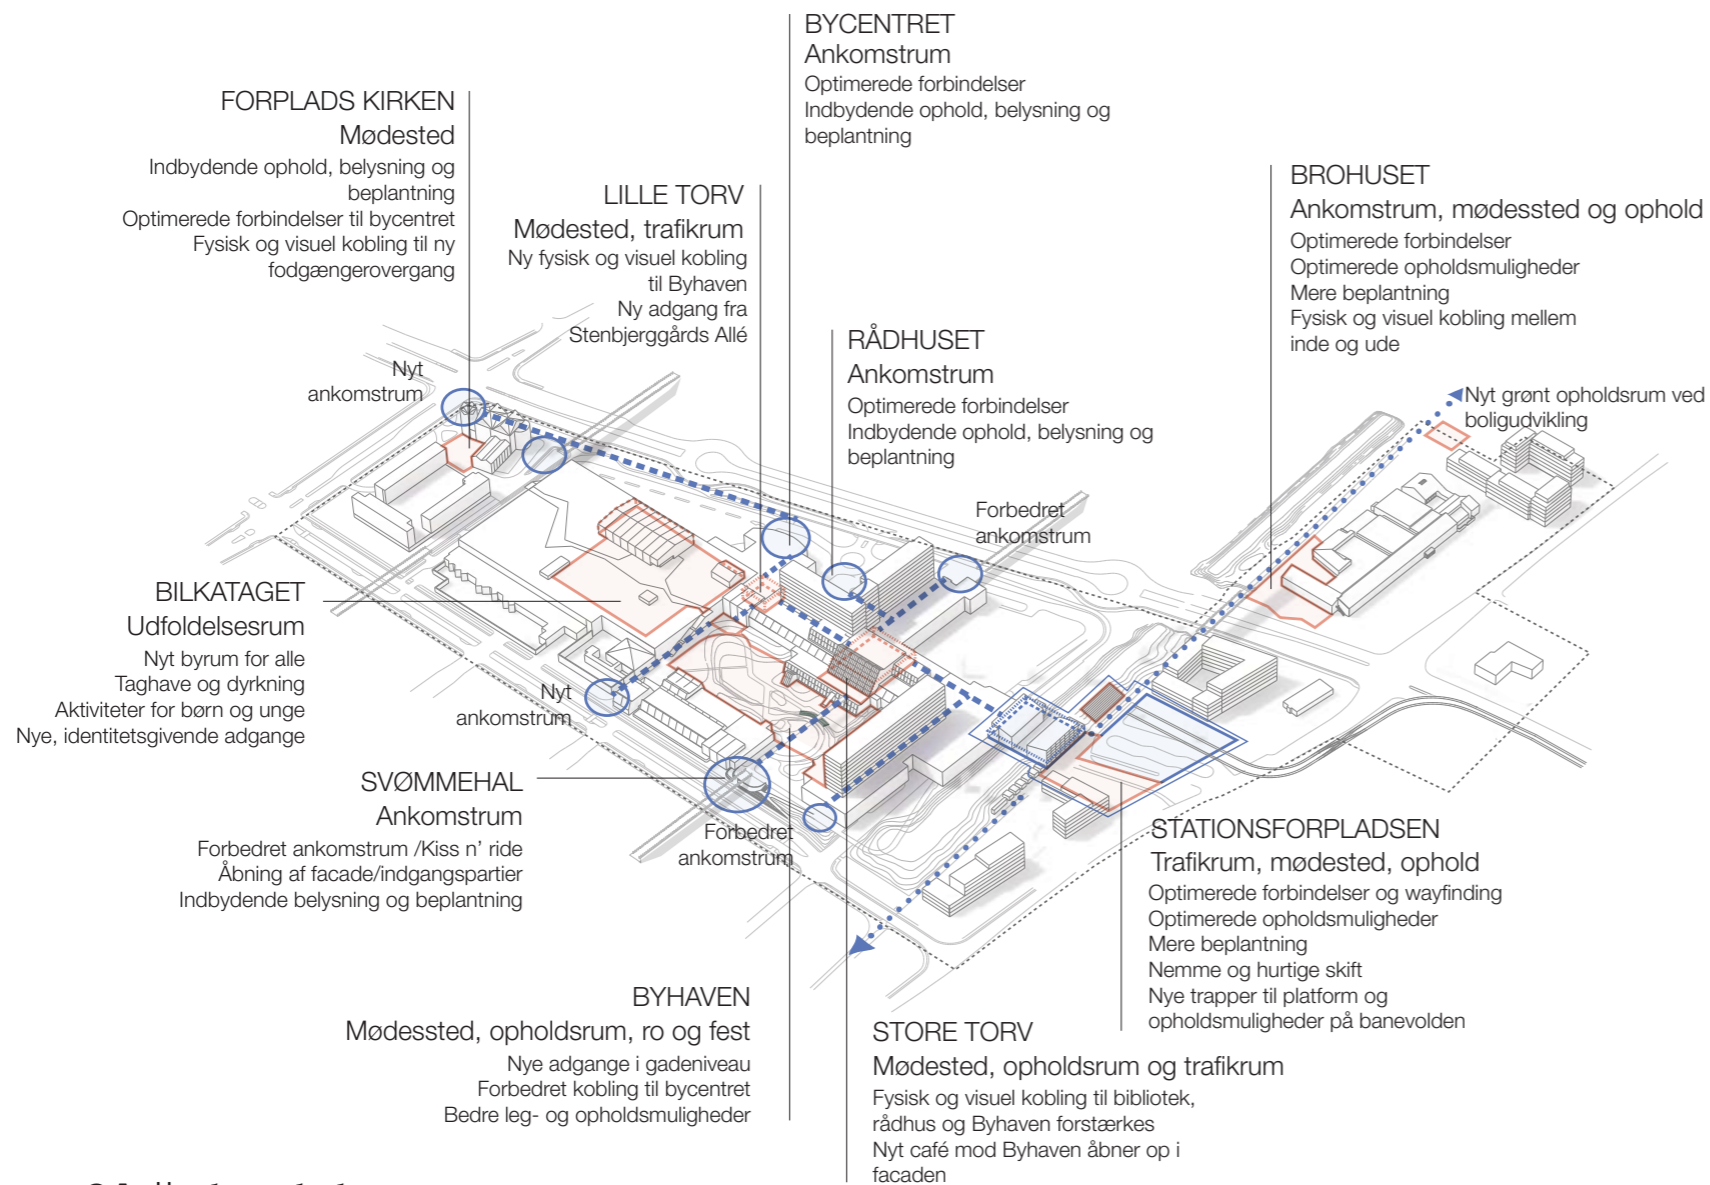 BYCENTRET
Ankomstrum
Optimerede forbindelser
Indbydende ophold, belysning og
beplantning
FORPLADS KIRKEN
Mødested
Indbydende ophold, belysning og
beplantning
Optimerede forbindelser til bycentret
Fysisk og visuel kobling til ny
fodgængerovergang
LILLE TORV
Mødested, trafikrum
Ny fysisk og visuel kobling
til Byhaven
Ny adgang fra
Stenbjerggårds Allé
BROHUSET
Ankomstrum, mødessted og ophold
Optimerede forbindelser
Optimerede opholdsmuligheder
Mere beplantning
Fysisk og visuel kobling mellem
inde og ude
RÅDHUSET
Ankomstrum
Optimerede forbindelser
Indbydende ophold, belysning og
beplantning
Nyt
ankomstrum
Nyt grønt opholdsrum ved
boligudvikling
Forbedret
ankomstrum
BILKATAGET
Udfoldelsesrum
Nyt byrum for alle
Taghave og dyrkning
Aktiviteter for børn og unge
Nye, identitetsgivende adgange
Nyt
ankomstrum
SVØMMEHAL
Ankomstrum
Forbedret ankomstrum /Kiss n’ ride
Åbning af facade/indgangspartier
Indbydende belysning og beplantning
Forbedret
ankomstrum
STATIONSFORPLADSEN
Trafikrum, mødested, ophold
Optimerede forbindelser og wayfinding
Optimerede opholdsmuligheder
Mere beplantning
Nemme og hurtige skift
Nye trapper til platform og
opholdsmuligheder på banevolden
BYHAVEN
Mødessted, opholdsrum, ro og fest
Nye adgange i gadeniveau
Forbedret kobling til bycentret
Bedre leg- og opholdsmuligheder
STORE TORV
Mødested, opholdsrum og trafikrum
Fysisk og visuel kobling til bibliotek,
rådhus og Byhaven forstærkes
Nyt café mod Byhaven åbner op i
facaden